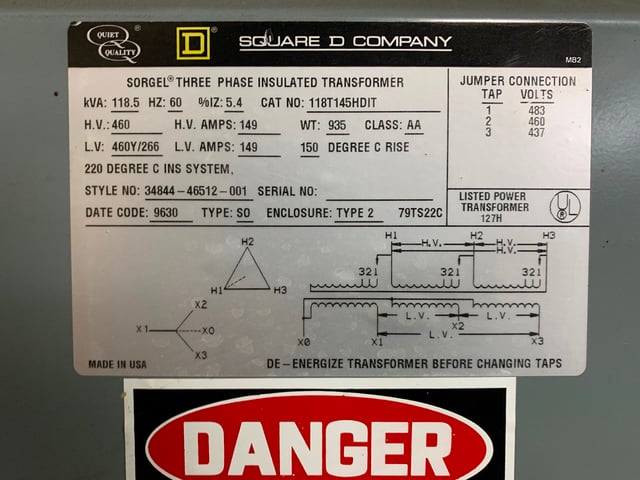 QUIET QUALITY
D SQUARE D COMPANY
MB2
SORGEL® THREE PHASE INSULATED TRANSFORMER
kVA: 118.5 HZ: 60 %IZ: 5.4 CAT NO: 118T145HDIT
H.V.: 460 H.V. AMPS: 149 WT: 935 CLASS: AA
L.V: 460Y/266 L.V. AMPS: 149 150 DEGREE C RISE
220 DEGREE C INS SYSTEM,
STYLE NO: 34844-46512-001 SERIAL NO:
DATE CODE: 9630 TYPE: SO ENCLOSURE: TYPE 2 79TS22C
JUMPER CONNECTION
TAP VOLTS
1 483
2 460
3 437
LISTED POWER
TRANSFORMER
127H
UL
H2
H1 H3
X2
X1 X0
X3
H1 H2 H3
H.V. H.V.
H.V.
321 321 321
L.V. L.V.
X2
L.V.
X0 X1 X3
MADE IN USA
DE-ENERGIZE TRANSFORMER BEFORE CHANGING TAPS
DANGER